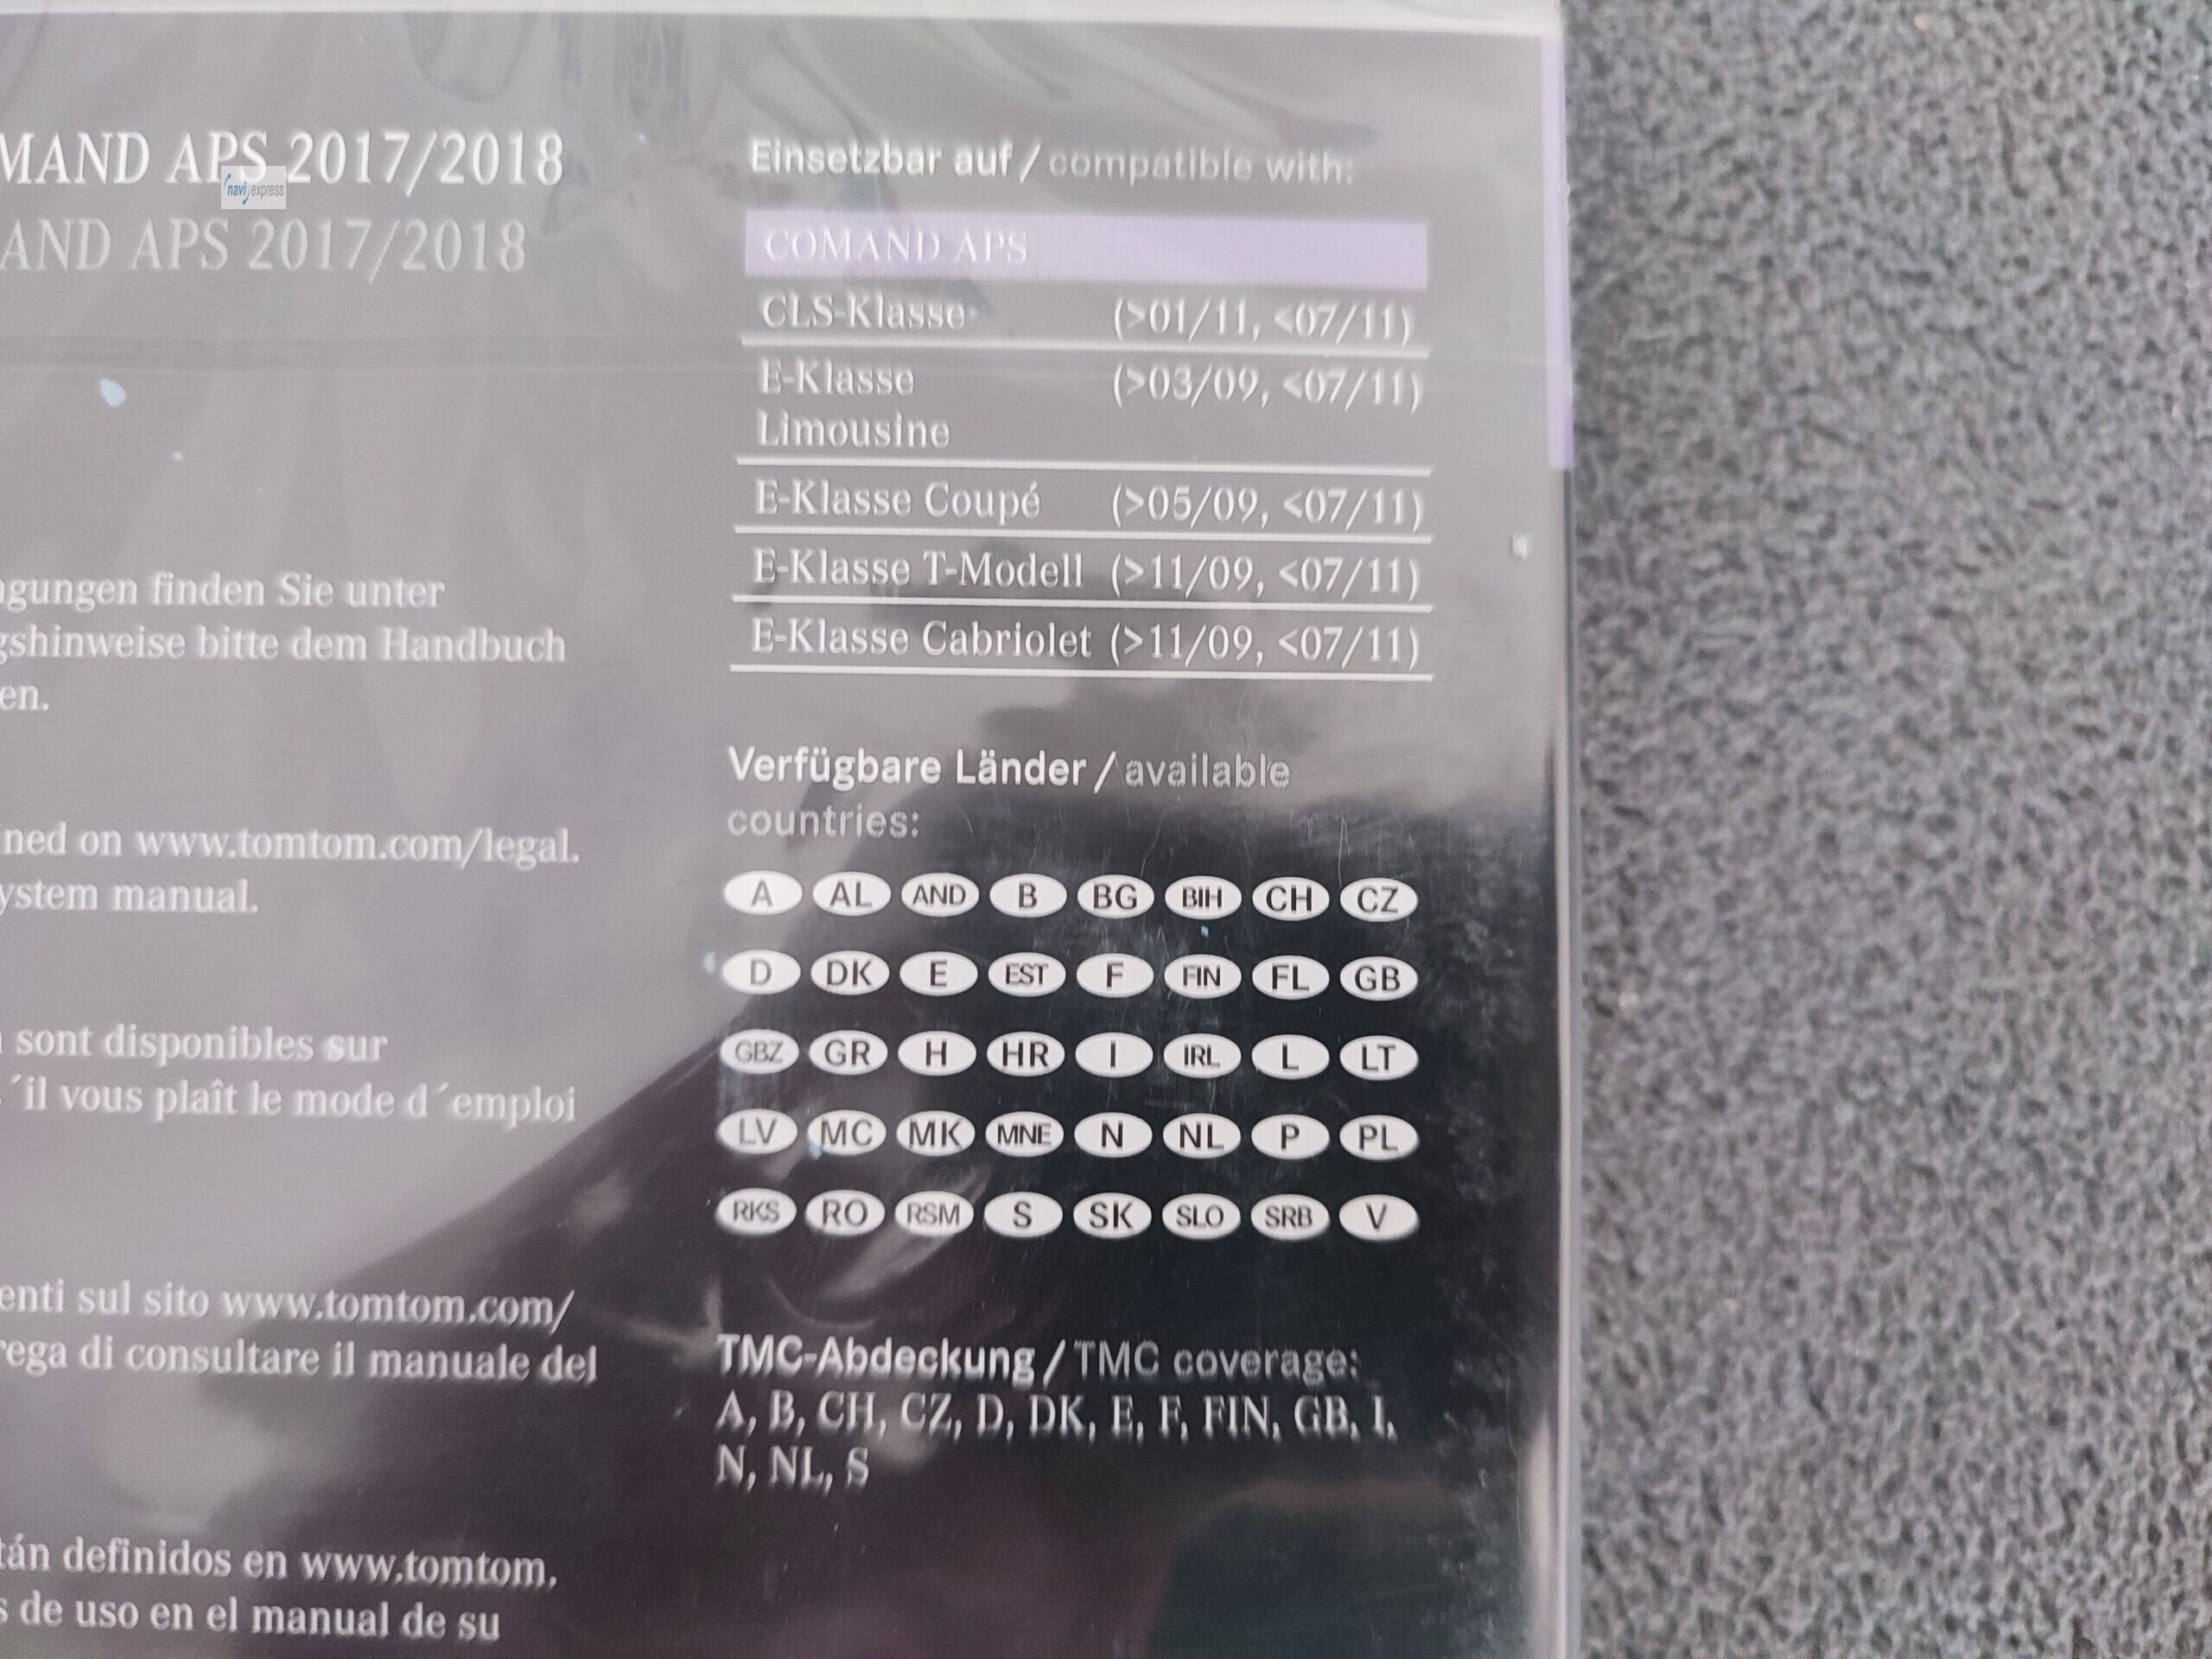 MAND APS 2017/2018
AND APS 2017/2018
navi express
ngungen finden Sie unter
gshinweise bitte dem Handbuch
en.
ned on www.tomtom.com/legal.
ystem manual.
sont disponibles sur
´il vous plaît le mode d´emploi
enti sul sito www.tomtom.com/
rega di consultare il manuale del
tán definidos en www.tomtom.
s de uso en el manual de su
Einsetzbar auf / compatible with:
COMAND APS
CLS-Klasse (>01/11, <07/11)
E-Klasse (>03/09, <07/11)
Limousine
E-Klasse Coupé (>05/09, <07/11)
E-Klasse T-Modell (>11/09, <07/11)
E-Klasse Cabriolet (>11/09, <07/11)
Verfügbare Länder / available
countries:
A AL AND B BG BIH CH CZ
D DK E EST F FIN FL GB
GBZ GR H HR I IRL L LT
LV MC MK MNE N NL P PL
RKS RO RSM S SK SLO SRB V
TMC-Abdeckung / TMC coverage:
A, B, CH, CZ, D, DK, E, F, FIN, GB, I,
N, NL, S